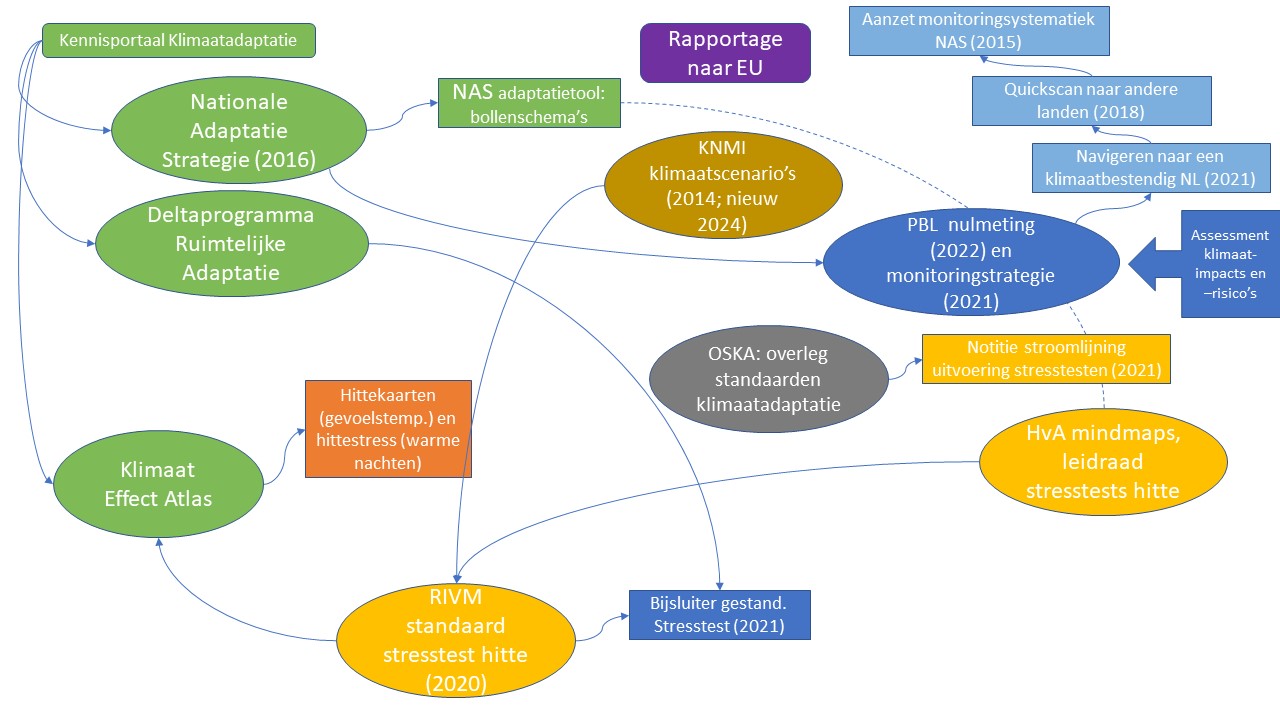 Kennisportaal Klimaatadaptatie
Rapportage
naar EU
Aanzet monitoringsystematiek
NAS (2015)
Nationale
Adaptatie
Strategie (2016)
NAS adaptatietool:
bollenschema’s
Quickscan naar andere
landen (2018)
KNMI
klimaatscenario’s
(2014; nieuw
2024)
Navigeren naar een
klimaatbestendig NL (2021)
Deltaprogramma
Ruimtelijke
Adaptatie
PBL nulmeting
(2022) en
monitoringstrategie
(2021)
Assessment
klimaat-
impacts en
–risico’s
OSKA: overleg
standaarden
klimaatadaptatie
Notitie stroomlijning
uitvoering stresstesten (2021)
Hittekaarten
(gevoelstemp.) en
hittestress (warme
nachten)
Klimaat
Effect Atlas
HvA mindmaps,
leidraad
stresstests hitte
RIVM
standaard
stresstest hitte
(2020)
Bijsluiter gestand.
Stresstest (2021)